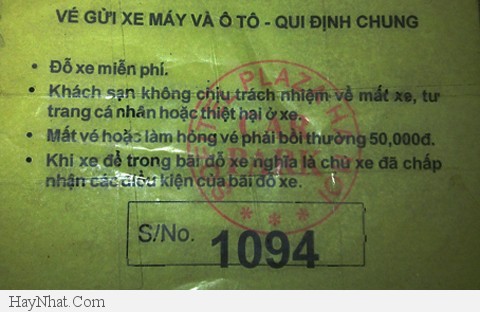 VÉ GỬI XE MÁY VÀ Ô TÔ - QUI ĐỊNH CHUNG
• Đỗ xe miễn phí.
• Khách sạn không chịu trách nhiệm về mất xe, tư
trang cá nhân hoặc thiệt hại ở xe.
• Mất vé hoặc làm hỏng vé phải bồi thường 50,000đ.
• Khi xe để trong bãi đỗ xe nghĩa là chủ xe đã chấp
nhận các điều kiện của bãi đỗ xe.
PLAZA
S/No. 1094
HayNhat.Com